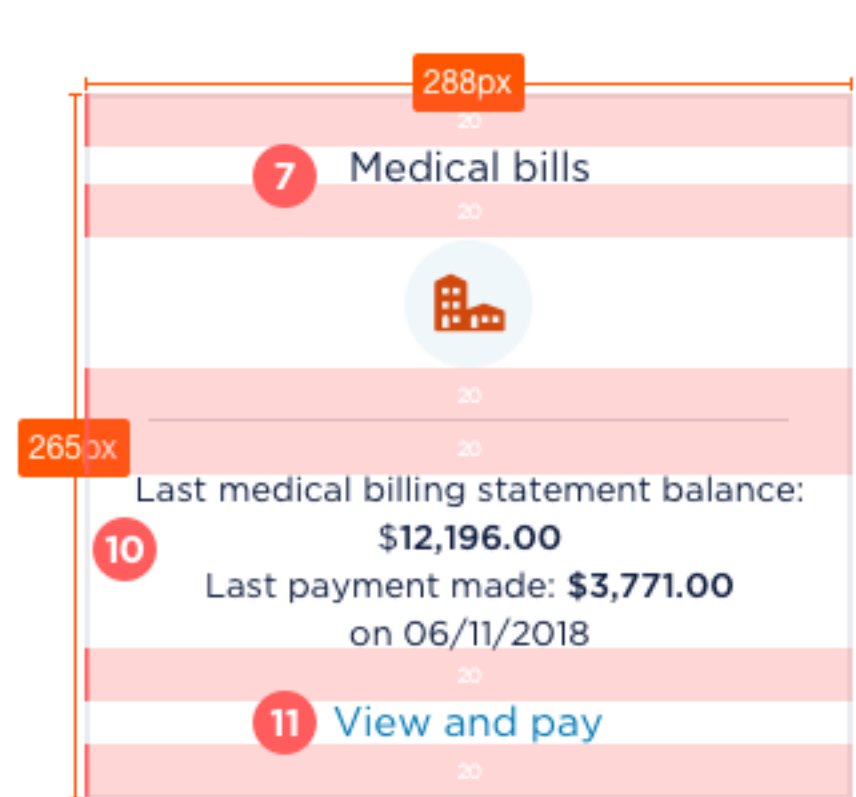 288px
20
7 Medical bills
20
20
265px
20
Last medical billing statement balance:
$12,196.00
10
Last payment made: $3,771.00
on 06/11/2018
20
11 View and pay
20